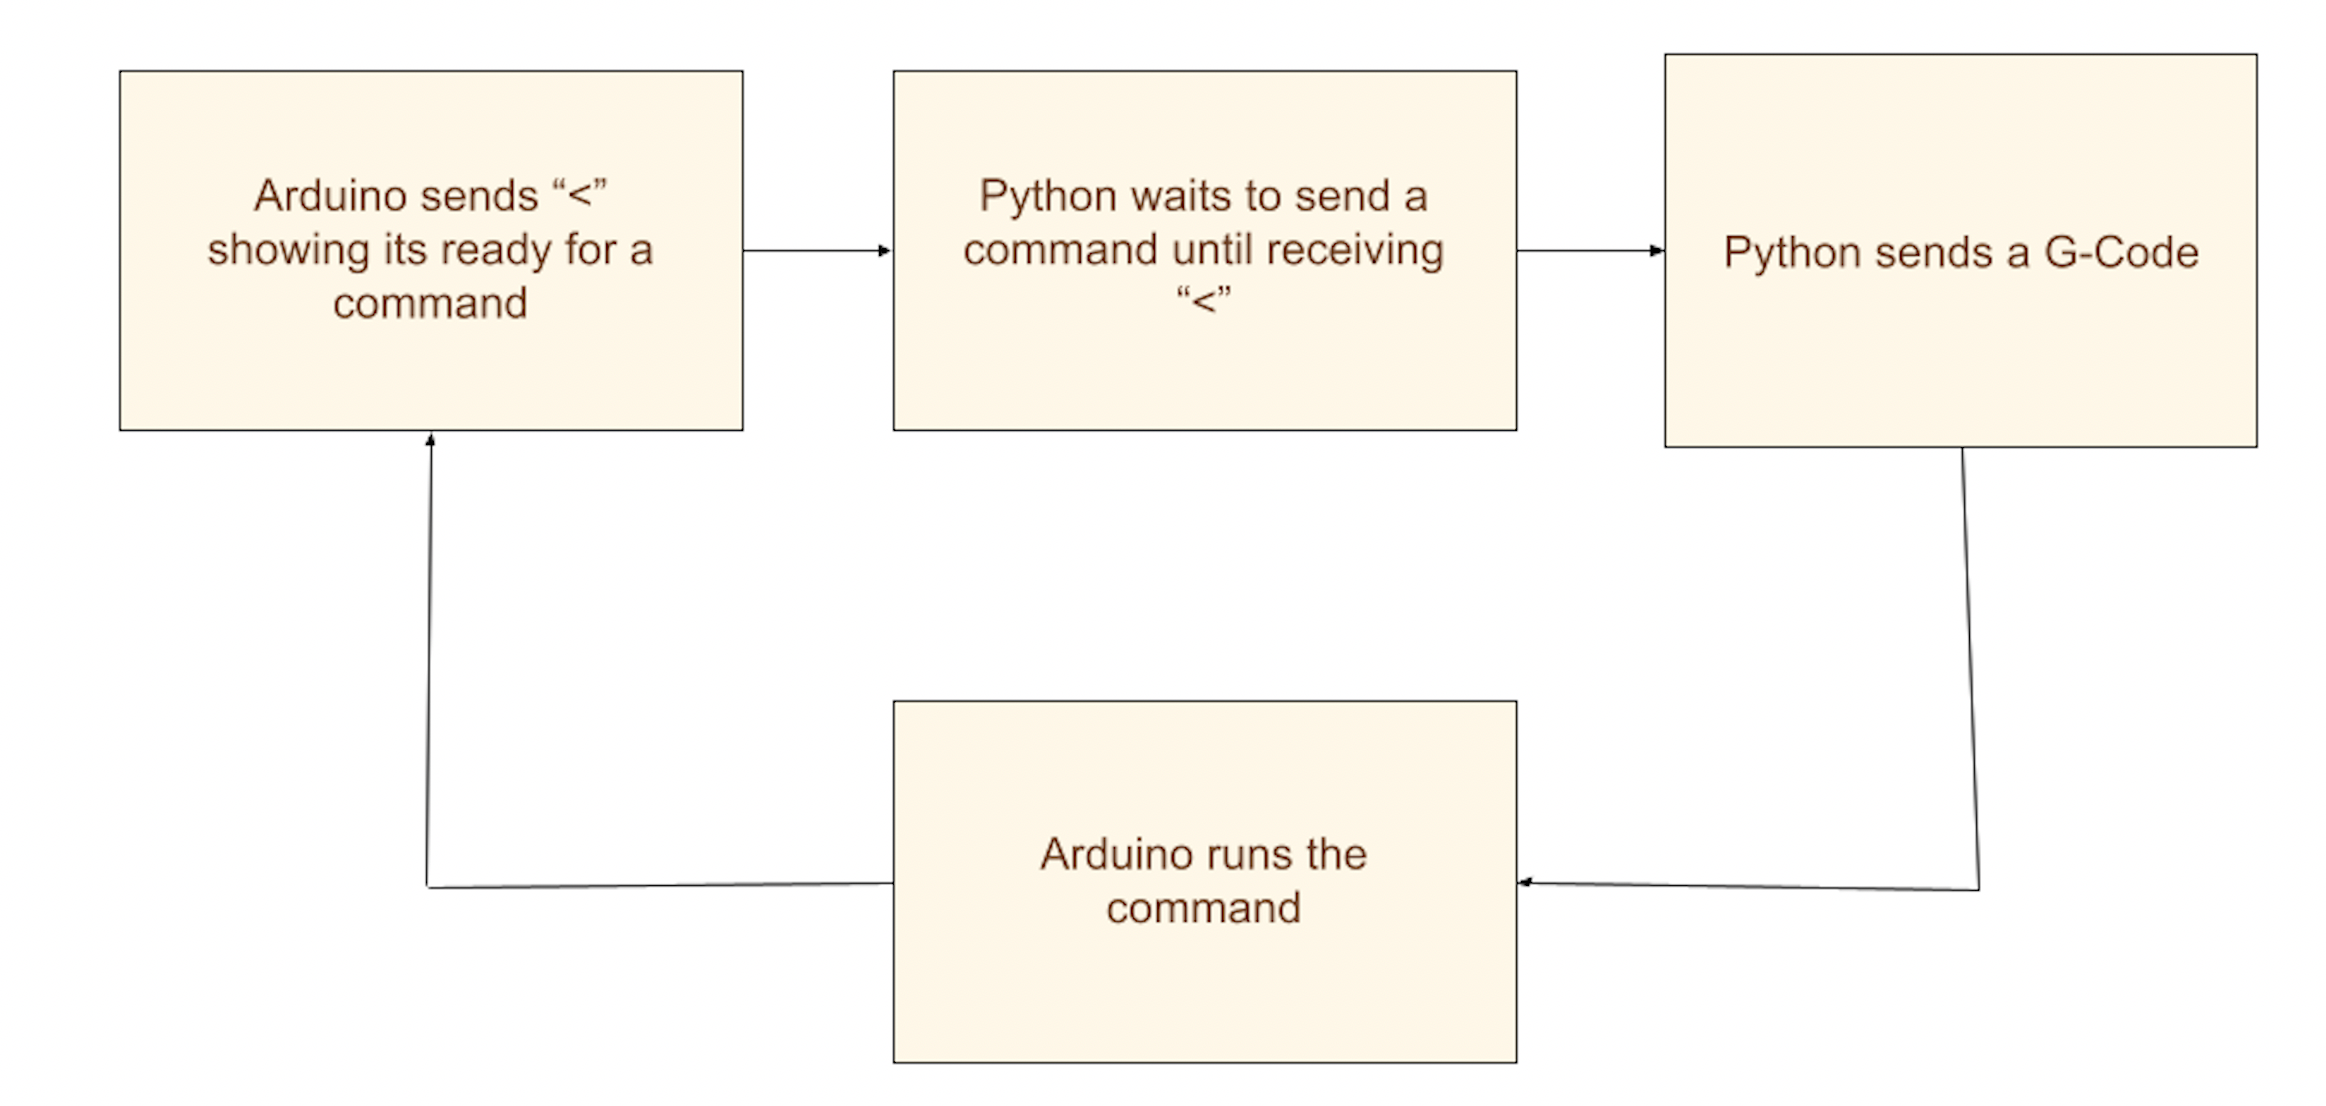 Arduino sends “<”
showing its ready for a
command
Python waits to send a
command until receiving
“<”
Python sends a G-Code
Arduino runs the
command